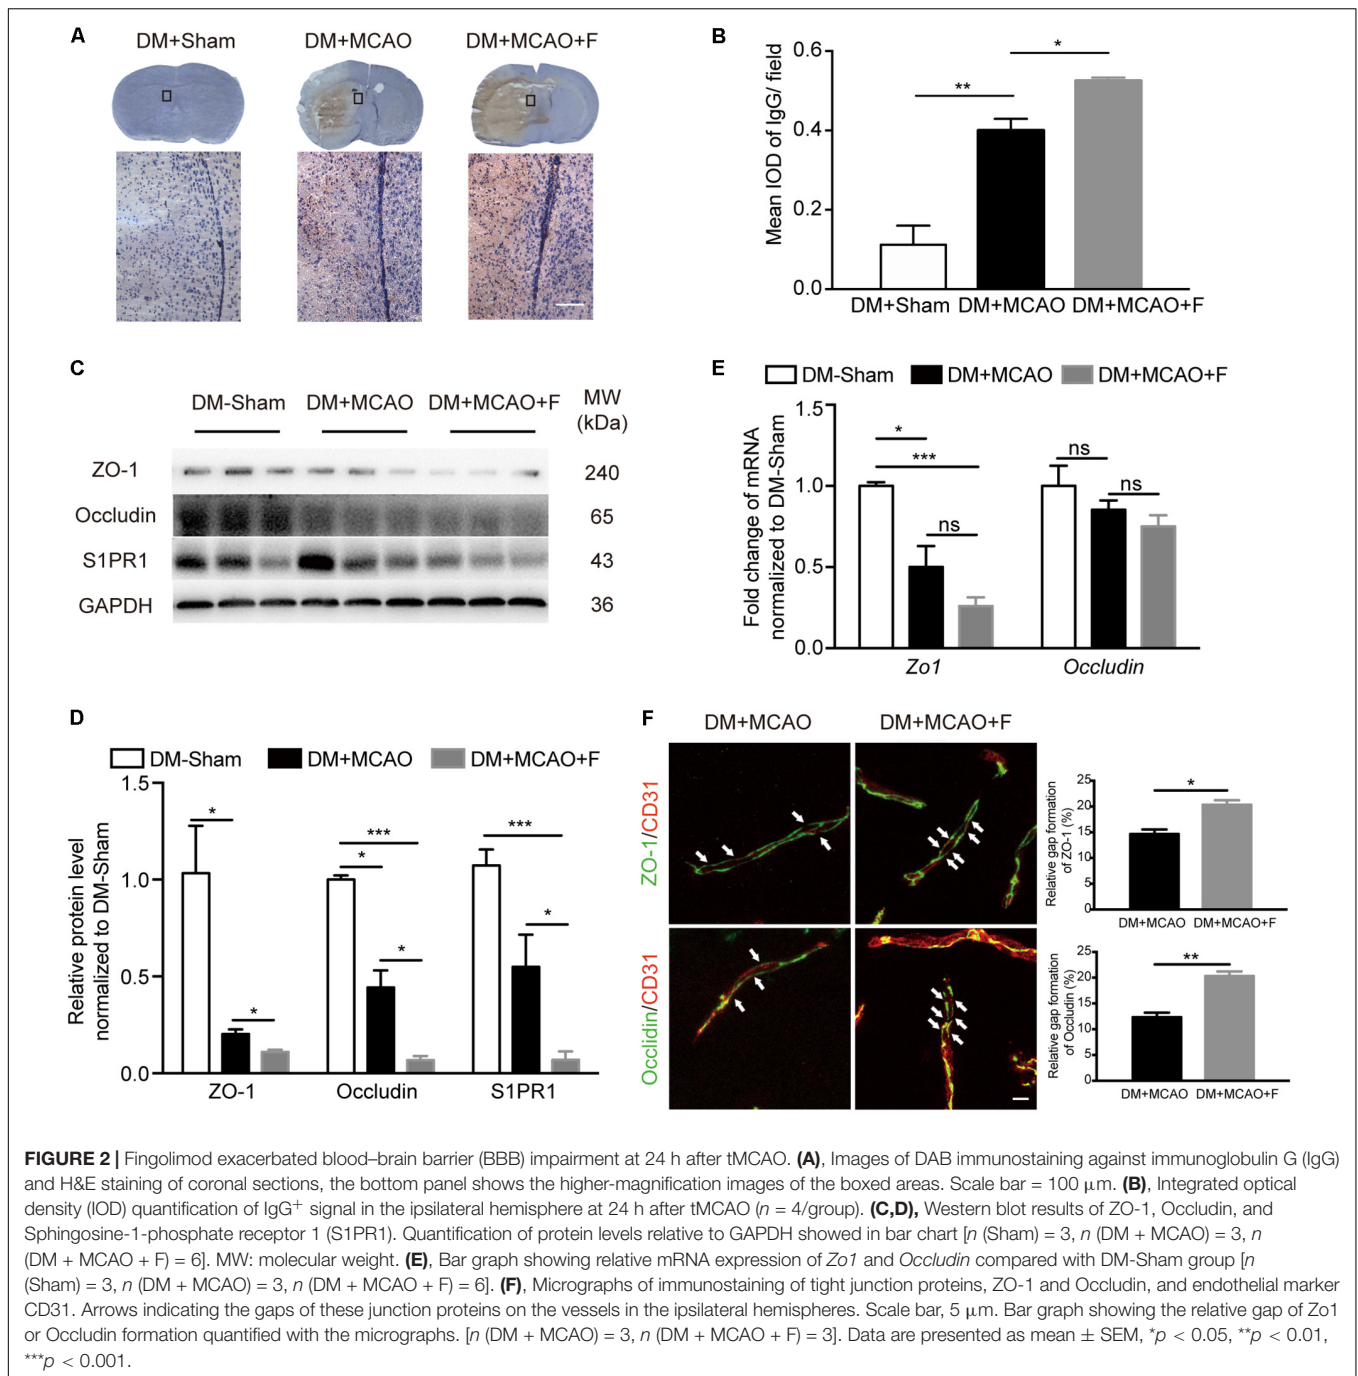 A
DM+Sham DM+MCAO DM+MCAO+F
B
Mean IOD of IgG/ field
0.6
0.4
0.2
0.0
**
*
DM+Sham DM+MCAO DM+MCAO+F
C
DM-Sham DM+MCAO DM+MCAO+F MW
(kDa)
ZO-1 240
Occludin 65
S1PR1 43
GAPDH 36
E
DM-Sham DM+MCAO DM+MCAO+F
Fold change of mRNA
normalized to DM-Sham
1.5
1.0
0.5
0.0
*
***
ns
ns
ns
Zo1 Occludin
D
DM-Sham DM+MCAO DM+MCAO+F
Relative protein level
normalized to DM-Sham
1.5
1.0
0.5
0.0
*
*
***
*
*
***
*
ZO-1 Occludin S1PR1
F
DM+MCAO DM+MCAO+F
ZO-1/CD31
Occlidin/CD31
Relative gap formation
of ZO-1 (%)
25
20
15
10
5
0
*
DM+MCAO DM+MCAO+F
Relative gap formation
of Occludin (%)
25
20
15
10
5
0
**
DM+MCAO DM+MCAO+F
FIGURE 2 | Fingolimod exacerbated blood–brain barrier (BBB) impairment at 24 h after tMCAO. (A), Images of DAB immunostaining against immunoglobulin G (IgG)
and H&E staining of coronal sections, the bottom panel shows the higher-magnification images of the boxed areas. Scale bar = 100 μm. (B), Integrated optical
density (IOD) quantification of IgG⁺ signal in the ipsilateral hemisphere at 24 h after tMCAO (n = 4/group). (C,D), Western blot results of ZO-1, Occludin, and
Sphingosine-1-phosphate receptor 1 (S1PR1). Quantification of protein levels relative to GAPDH showed in bar chart [n (Sham) = 3, n (DM + MCAO) = 3, n
(DM + MCAO + F) = 6]. MW: molecular weight. (E), Bar graph showing relative mRNA expression of Zo1 and Occludin compared with DM-Sham group [n
(Sham) = 3, n (DM + MCAO) = 3, n (DM + MCAO + F) = 6]. (F), Micrographs of immunostaining of tight junction proteins, ZO-1 and Occludin, and endothelial marker
CD31. Arrows indicating the gaps of these junction proteins on the vessels in the ipsilateral hemispheres. Scale bar, 5 μm. Bar graph showing the relative gap of Zo1
or Occludin formation quantified with the micrographs. [n (DM + MCAO) = 3, n (DM + MCAO + F) = 3]. Data are presented as mean ± SEM, *p < 0.05, **p < 0.01,
***p < 0.001.